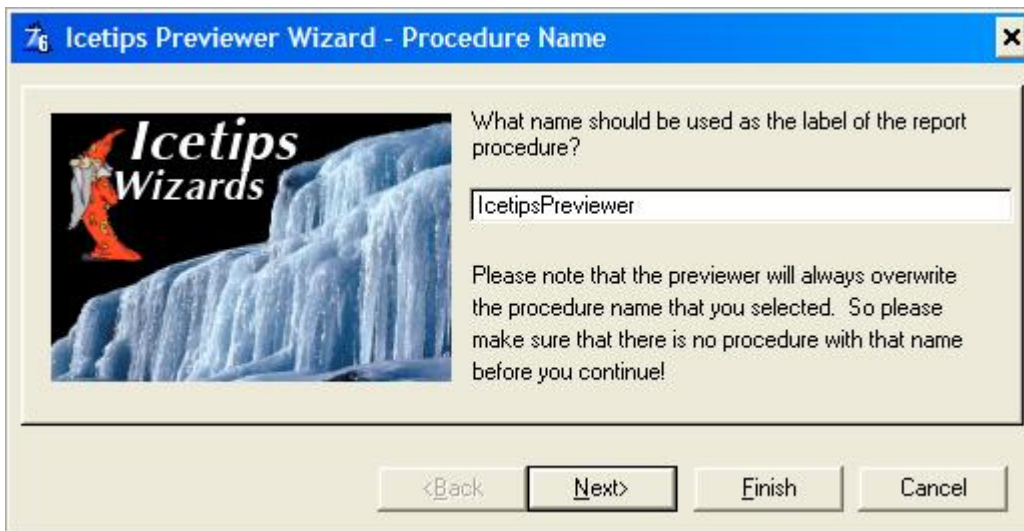 Icetips Previewer Wizard - Procedure Name
Icetips
Wizards
What name should be used as the label of the report
procedure?
IcetipsPreviewer
Please note that the previewer will always overwrite
the procedure name that you selected.  So please
make sure that there is no procedure with that name
before you continue!
<Back
Next>
Finish
Cancel